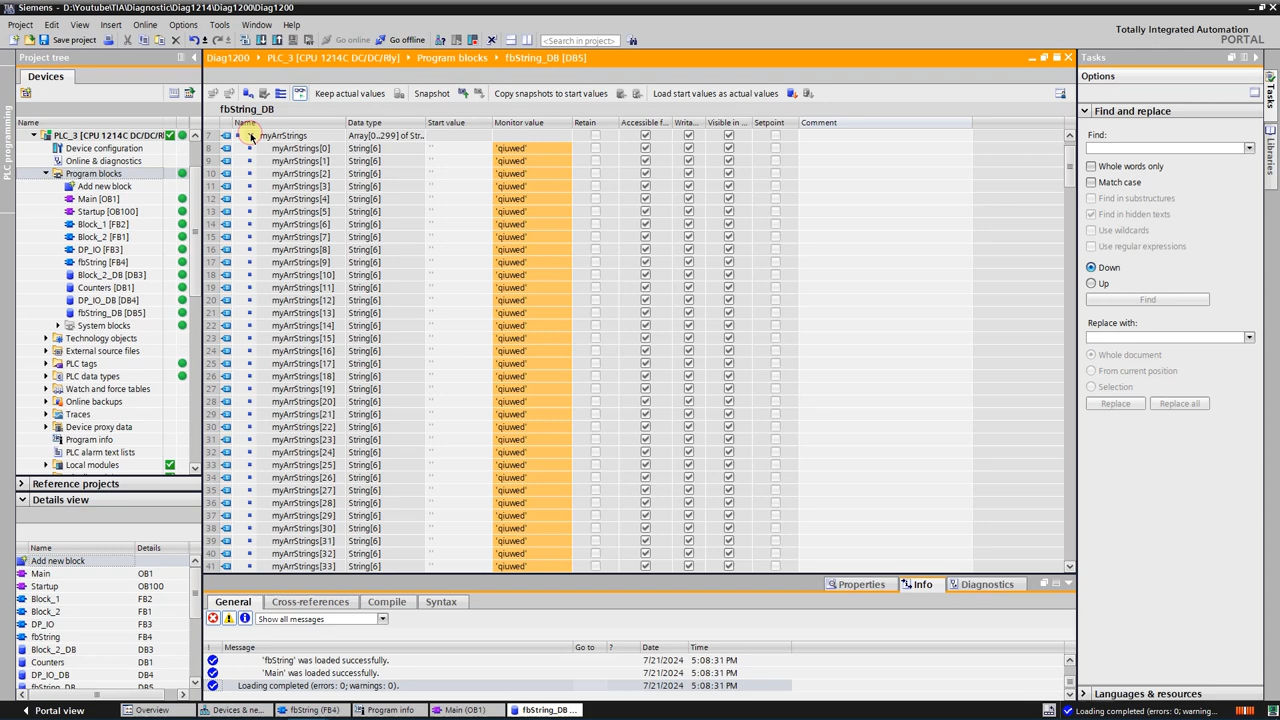 Siemens - D:\Youtube\TIA\Diagnostic\Diag1214\Diag1200\Diag1200
Project Edit View Insert Online Options Tools Window Help
Totally Integrated Automation
PORTAL
Save project Go online Go offline <Search in project>
Project tree
Devices
Name
PLC_3 [CPU 1214C DC/DC/R
Device configuration
Online & diagnostics
Program blocks
Add new block
Main [OB1]
Startup [OB100]
Block_1 [FB2]
Block_2 [FB1]
DP_IO [FB3]
fbString [FB4]
Block_2_DB [DB3]
Counters [DB1]
DP_IO_DB [DB4]
fbString_DB [DB5]
System blocks
Technology objects
External source files
PLC tags
PLC data types
Watch and force tables
Online backups
Traces
Device proxy data
Program info
PLC alarm text lists
Local modules
Reference projects
Details view
Name Details
Add new block
Main OB1
Startup OB100
Block_1 FB2
Block_2 FB1
DP_IO FB3
fbString FB4
Block_2_DB DB3
Counters DB1
DP_IO_DB DB4
fbString_DB DB5
PLC programming
Diag1200 PLC_3 [CPU 1214C DC/DC/Rly] Program blocks fbString_DB [DB5]
Keep actual values Snapshot Copy snapshots to start values Load start values as actual values
fbString_DB
Name Data type Start value Monitor value Retain Accessible f... Writa... Visible in ... Setpoint Comment
7 myArrStrings Array[0..299] of Str..
8 myArrStrings[0] String[6] '' 'qiuwed'
9 myArrStrings[1] String[6] '' 'qiuwed'
10 myArrStrings[2] String[6] '' 'qiuwed'
11 myArrStrings[3] String[6] '' 'qiuwed'
12 myArrStrings[4] String[6] '' 'qiuwed'
13 myArrStrings[5] String[6] '' 'qiuwed'
14 myArrStrings[6] String[6] '' 'qiuwed'
15 myArrStrings[7] String[6] '' 'qiuwed'
16 myArrStrings[8] String[6] '' 'qiuwed'
17 myArrStrings[9] String[6] '' 'qiuwed'
18 myArrStrings[10] String[6] '' 'qiuwed'
19 myArrStrings[11] String[6] '' 'qiuwed'
20 myArrStrings[12] String[6] '' 'qiuwed'
21 myArrStrings[13] String[6] '' 'qiuwed'
22 myArrStrings[14] String[6] '' 'qiuwed'
23 myArrStrings[15] String[6] '' 'qiuwed'
24 myArrStrings[16] String[6] '' 'qiuwed'
25 myArrStrings[17] String[6] '' 'qiuwed'
26 myArrStrings[18] String[6] '' 'qiuwed'
27 myArrStrings[19] String[6] '' 'qiuwed'
28 myArrStrings[20] String[6] '' 'qiuwed'
29 myArrStrings[21] String[6] '' 'qiuwed'
30 myArrStrings[22] String[6] '' 'qiuwed'
31 myArrStrings[23] String[6] '' 'qiuwed'
32 myArrStrings[24] String[6] '' 'qiuwed'
33 myArrStrings[25] String[6] '' 'qiuwed'
34 myArrStrings[26] String[6] '' 'qiuwed'
35 myArrStrings[27] String[6] '' 'qiuwed'
36 myArrStrings[28] String[6] '' 'qiuwed'
37 myArrStrings[29] String[6] '' 'qiuwed'
38 myArrStrings[30] String[6] '' 'qiuwed'
39 myArrStrings[31] String[6] '' 'qiuwed'
40 myArrStrings[32] String[6] '' 'qiuwed'
41 myArrStrings[33] String[6] '' 'qiuwed'
Properties Info Diagnostics
General Cross-references Compile Syntax
Show all messages
! Message Go to ? Date Time
'fbString' was loaded successfully. 7/21/2024 5:08:31 PM
'Main' was loaded successfully. 7/21/2024 5:08:31 PM
Loading completed (errors: 0; warnings: 0). 7/21/2024 5:08:31 PM
Tasks
Options
Find and replace
Find:
Whole words only
Match case
Find in substructures
Find in hidden texts
Use wildcards
Use regular expressions
Down
Up
Find
Replace with:
Whole document
From current position
Selection
Replace Replace all
Languages & resources
Tasks
Libraries
Portal view Overview Devices & ne... fbString (FB4) Program info Main (OB1) fbString_DB ... Loading completed (errors: 0; warning...